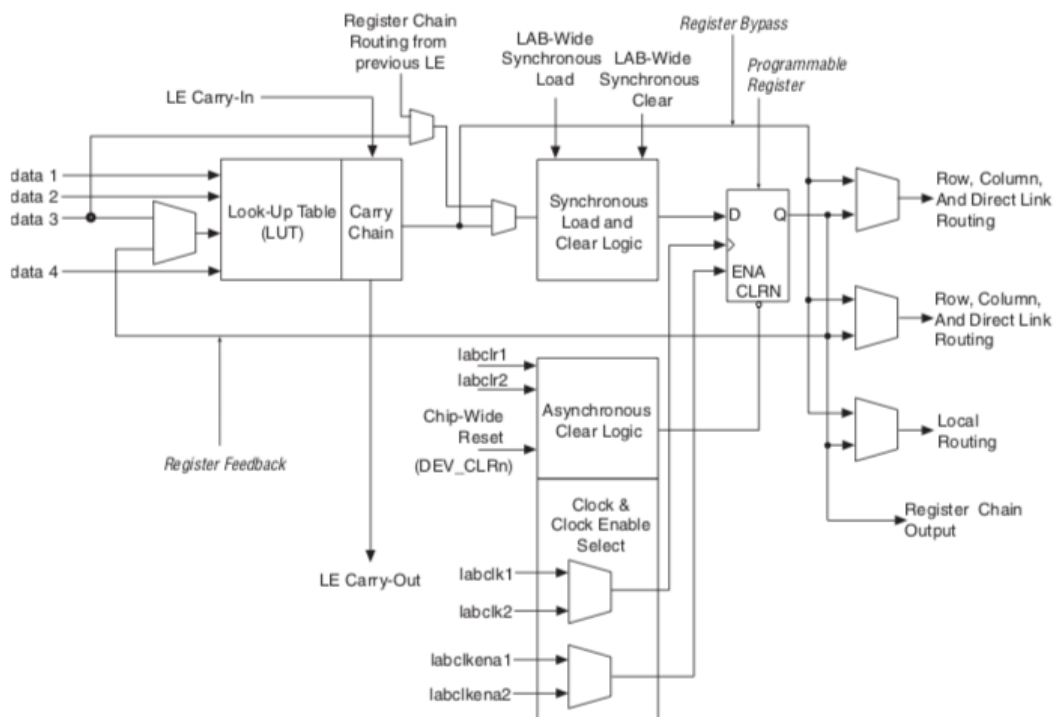 Register Chain
Routing from
previous LE
LAB-Wide
Synchronous
Load
LAB-Wide
Synchronous
Clear
Register Bypass
Programmable
Register
LE Carry-In
data 1
data 2
data 3
data 4
Look-Up Table
(LUT)
Carry
Chain
Synchronous
Load and
Clear Logic
D
Q
ENA
CLRN
Row, Column,
And Direct Link
Routing
Row, Column,
And Direct Link
Routing
Local
Routing
Register Chain
Output
Register Feedback
labclr1
labclr2
Chip-Wide
Reset
(DEV_CLRn)
Asynchronous
Clear Logic
Clock &
Clock Enable
Select
LE Carry-Out
labclk1
labclk2
labclkena1
labclkena2